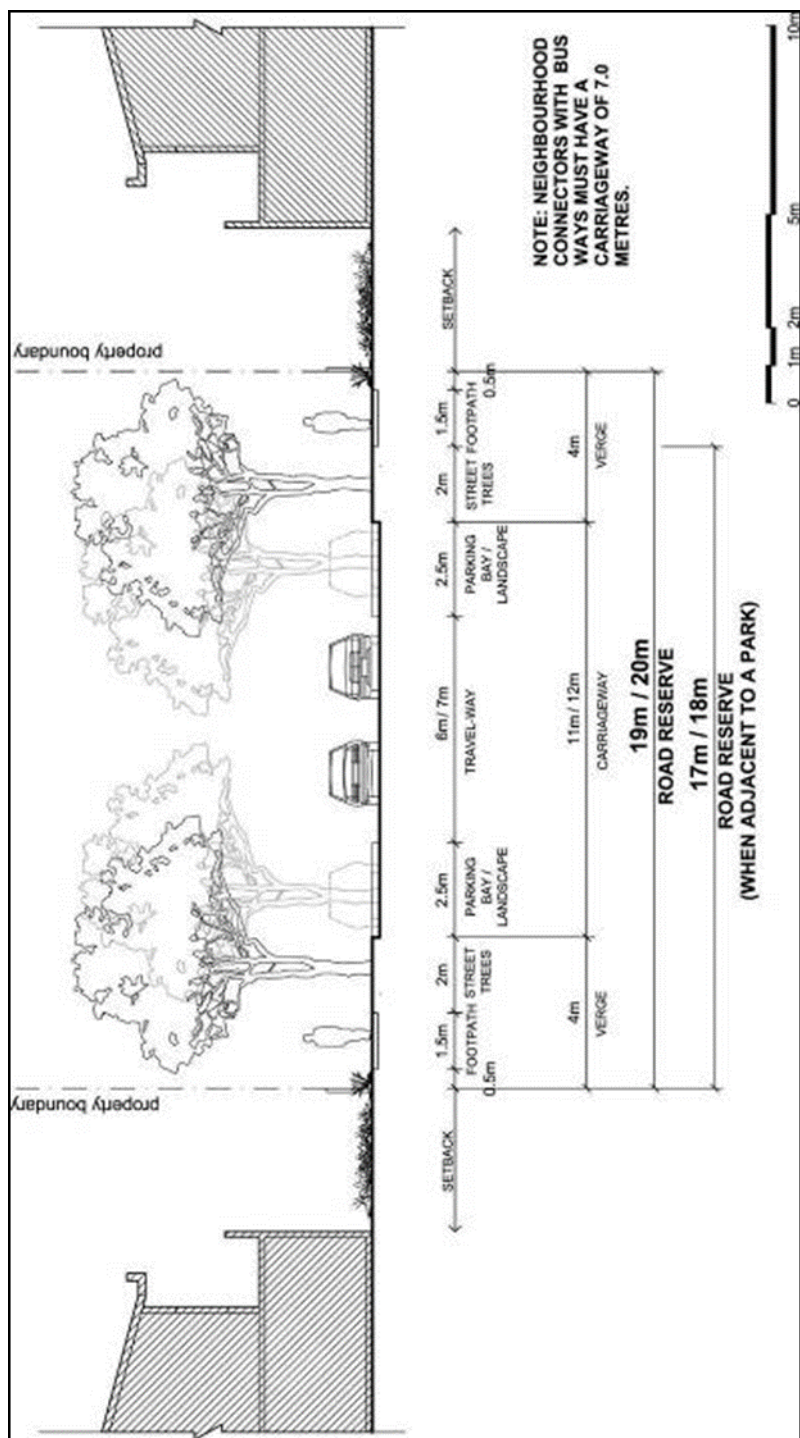 property boundary
property boundary
SETBACK
0.5m
1.5m
2m
2.5m
6m / 7m
2.5m
2m
1.5m
0.5m
SETBACK
FOOTPATH
STREET
TREES
PARKING
BAY /
LANDSCAPE
TRAVEL-WAY
PARKING
BAY /
LANDSCAPE
STREET
TREES
FOOTPATH
4m
VERGE
11m / 12m
CARRIAGEWAY
4m
VERGE
19m / 20m
ROAD RESERVE
17m / 18m
ROAD RESERVE
(WHEN ADJACENT TO A PARK)
NOTE: NEIGHBOURHOOD
CONNECTORS WITH BUS
WAYS MUST HAVE A
CARRIAGEWAY OF 7.0
METRES.
0
1m
2m
5m
10m